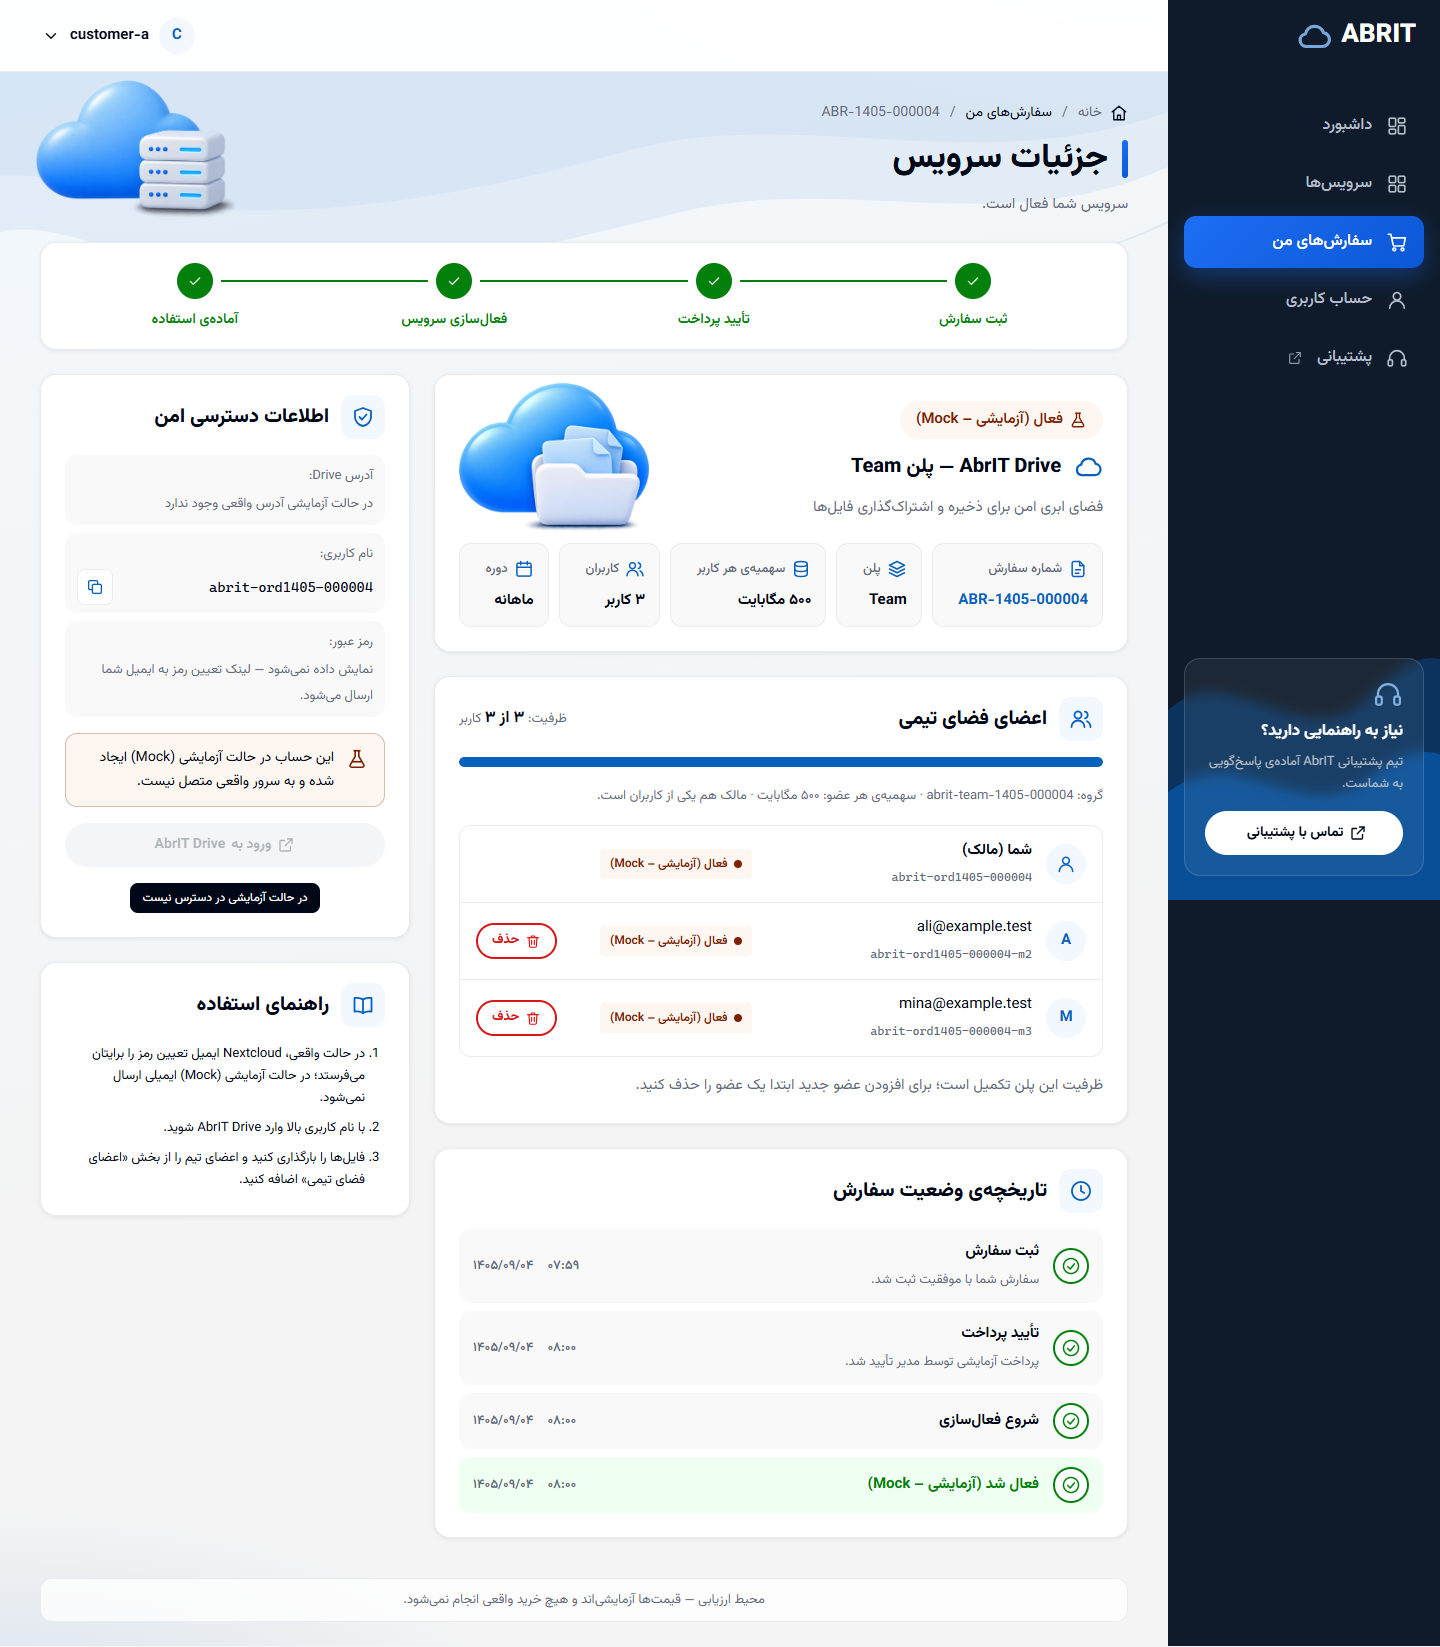 ABRIT
داشبورد
سرویس‌ها
سفارش‌های من
حساب کاربری
پشتیبانی
نیاز به راهنمایی دارید؟
تیم پشتیبانی AbrIT آماده‌ی پاسخ‌گویی
به شماست.
تماس با پشتیبانی
C customer-a
خانه / سفارش‌های من / ABR-1405-000004
جزئیات سرویس
سرویس شما فعال است.
ثبت سفارش
تأیید پرداخت
فعال‌سازی سرویس
آماده‌ی استفاده
فعال (آزمایشی – Mock)
AbrIT Drive — پلن Team
فضای ابری امن برای ذخیره و اشتراک‌گذاری فایل‌ها
شماره سفارش
ABR-1405-000004
پلن
Team
سهمیه‌ی هر کاربر
۵۰۰ مگابایت
کاربران
۳ کاربر
دوره
ماهانه
اعضای فضای تیمی
ظرفیت: ۳ از ۳ کاربر
گروه: abrit-team-1405-000004 · سهمیه‌ی هر عضو: ۵۰۰ مگابایت · مالک هم یکی از کاربران است.
شما (مالک)
abrit-ord1405-000004
فعال (آزمایشی – Mock)
A
ali@example.test
abrit-ord1405-000004-m2
فعال (آزمایشی – Mock)
حذف
M
mina@example.test
abrit-ord1405-000004-m3
فعال (آزمایشی – Mock)
حذف
ظرفیت این پلن تکمیل است؛ برای افزودن عضو جدید ابتدا یک عضو را حذف کنید.
تاریخچه‌ی وضعیت سفارش
ثبت سفارش
سفارش شما با موفقیت ثبت شد.
۱۴۰۵/۰۹/۰۴ ۰۷:۵۹
تأیید پرداخت
پرداخت آزمایشی توسط مدیر تأیید شد.
۱۴۰۵/۰۹/۰۴ ۰۸:۰۰
شروع فعال‌سازی
۱۴۰۵/۰۹/۰۴ ۰۸:۰۰
فعال شد (آزمایشی – Mock)
۱۴۰۵/۰۹/۰۴ ۰۸:۰۰
اطلاعات دسترسی امن
آدرس Drive:
در حالت آزمایشی آدرس واقعی وجود ندارد
نام کاربری:
abrit-ord1405-000004
رمز عبور:
نمایش داده نمی‌شود — لینک تعیین رمز به ایمیل شما
ارسال می‌شود.
این حساب در حالت آزمایشی (Mock) ایجاد
شده و به سرور واقعی متصل نیست.
ورود به AbrIT Drive
در حالت آزمایشی در دسترس نیست
راهنمای استفاده
1. در حالت واقعی، Nextcloud ایمیل تعیین رمز را برایتان
می‌فرستد؛ در حالت آزمایشی (Mock) ایمیلی ارسال
نمی‌شود.
2. با نام کاربری بالا وارد AbrIT Drive شوید.
3. فایل‌ها را بارگذاری کنید و اعضای تیم را از بخش «اعضای
فضای تیمی» اضافه کنید.
محیط ارزیابی — قیمت‌ها آزمایشی‌اند و هیچ خرید واقعی انجام نمی‌شود.